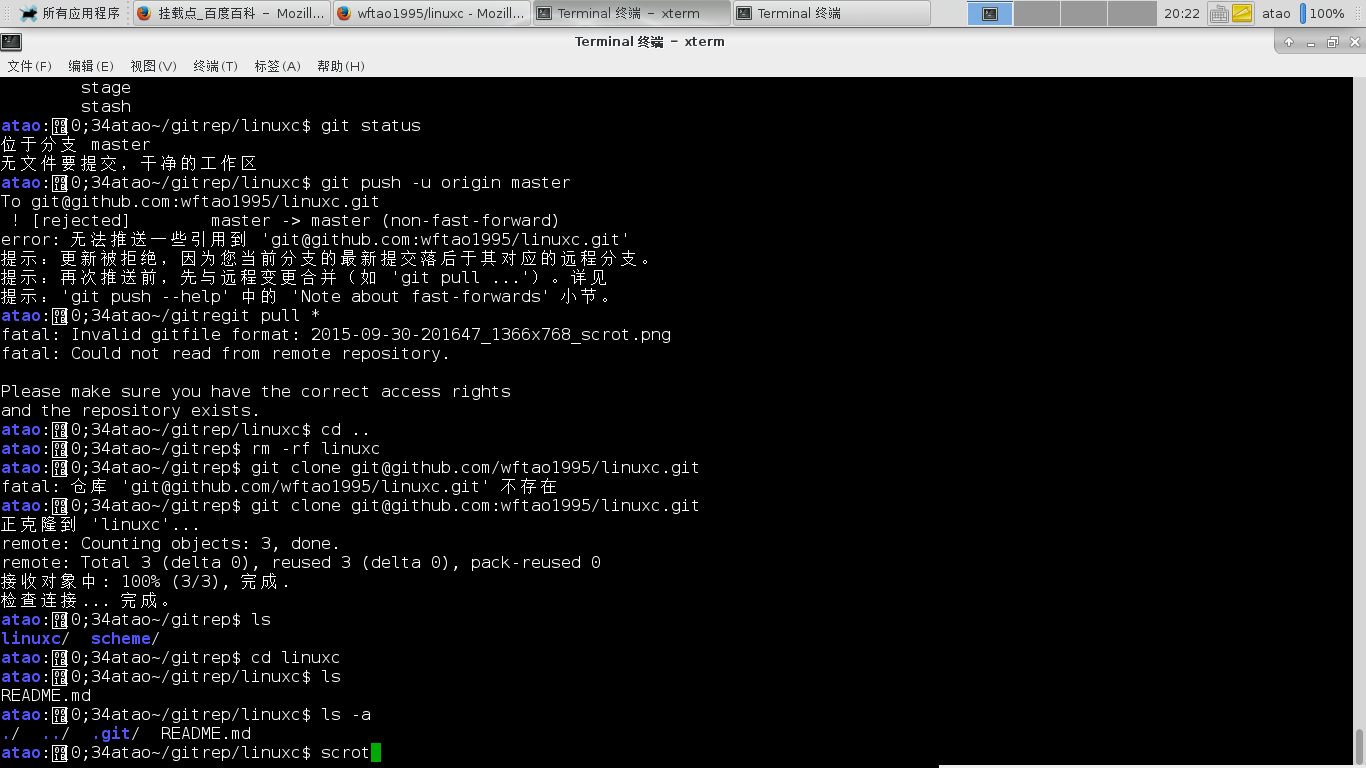 所有应用程序 挂载点_百度百科 – Mozill... wftao1995/linuxc - Mozill... Terminal 终端 – xterm Terminal 终端 20:22 atao 100%
Terminal 终端 – xterm
文件(F) 编辑(E) 视图(V) 终端(T) 标签(A) 帮助(H)
stage
stash
atao:[0;34atao~/gitrep/linuxc$ git status
位于分支 master
无文件要提交，干净的工作区
atao:[0;34atao~/gitrep/linuxc$ git push -u origin master
To git@github.com:wftao1995/linuxc.git
! [rejected] master -> master (non-fast-forward)
error: 无法推送一些引用到 'git@github.com:wftao1995/linuxc.git'
提示：更新被拒绝，因为您当前分支的最新提交落后于其对应的远程分支。
提示：再次推送前，先与远程变更合并（如 'git pull ...'）。详见
提示：'git push --help' 中的 'Note about fast-forwards' 小节。
atao:[0;34atao~/gitregit pull *
fatal: Invalid gitfile format: 2015-09-30-201647_1366x768_scrot.png
fatal: Could not read from remote repository.
Please make sure you have the correct access rights
and the repository exists.
atao:[0;34atao~/gitrep/linuxc$ cd ..
atao:[0;34atao~/gitrep$ rm -rf linuxc
atao:[0;34atao~/gitrep$ git clone git@github.com/wftao1995/linuxc.git
fatal: 仓库 'git@github.com/wftao1995/linuxc.git' 不存在
atao:[0;34atao~/gitrep$ git clone git@github.com:wftao1995/linuxc.git
正克隆到 'linuxc'...
remote: Counting objects: 3, done.
remote: Total 3 (delta 0), reused 3 (delta 0), pack-reused 0
接收对象中: 100% (3/3), 完成.
检查连接... 完成。
atao:[0;34atao~/gitrep$ ls
linuxc/ scheme/
atao:[0;34atao~/gitrep$ cd linuxc
atao:[0;34atao~/gitrep/linuxc$ ls
README.md
atao:[0;34atao~/gitrep/linuxc$ ls -a
./ ../ .git/ README.md
atao:[0;34atao~/gitrep/linuxc$ scrot